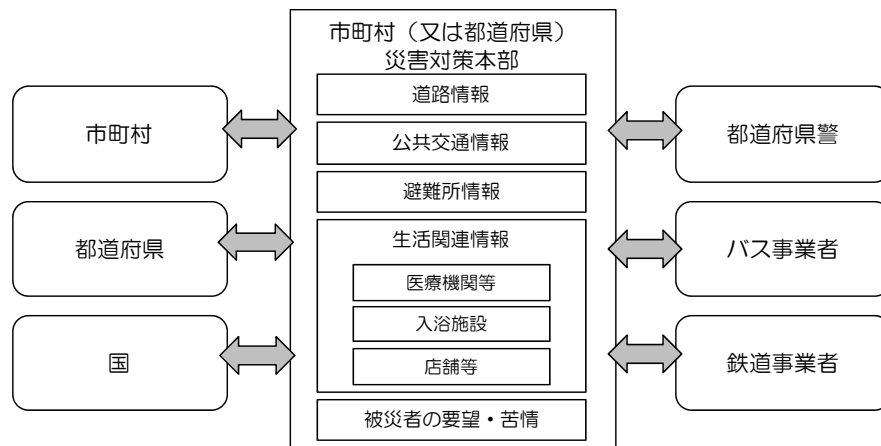 市町村（又は都道府県）
災害対策本部
道路情報
公共交通情報
避難所情報
生活関連情報
医療機関等
入浴施設
店舗等
被災者の要望・苦情
市町村
都道府県
国
都道府県警
バス事業者
鉄道事業者